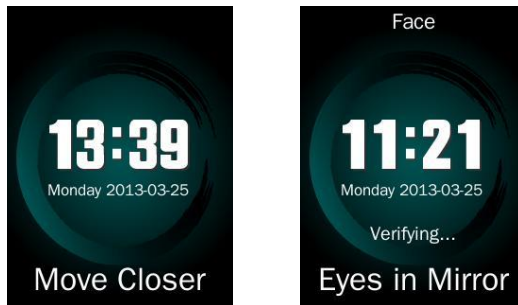 13:39
Monday 2013-03-25
Move Closer
Face
11:21
Monday 2013-03-25
Verifying...
Eyes in Mirror